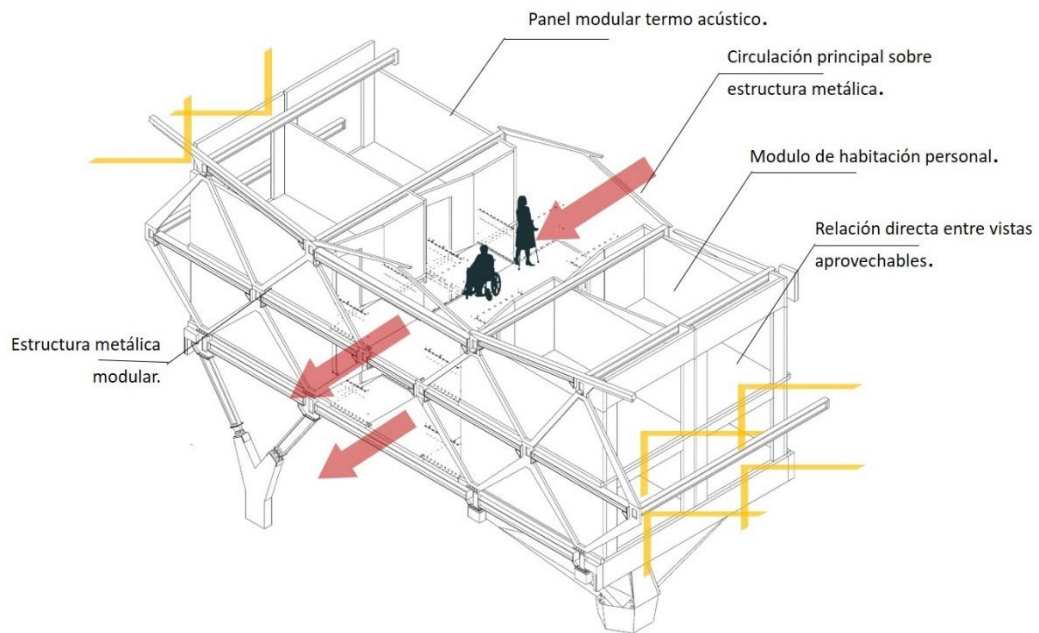 Panel modular termo acústico.
Circulación principal sobre
estructura metálica.
Modulo de habitación personal.
Relación directa entre vistas
aprovechables.
Estructura metálica
modular.